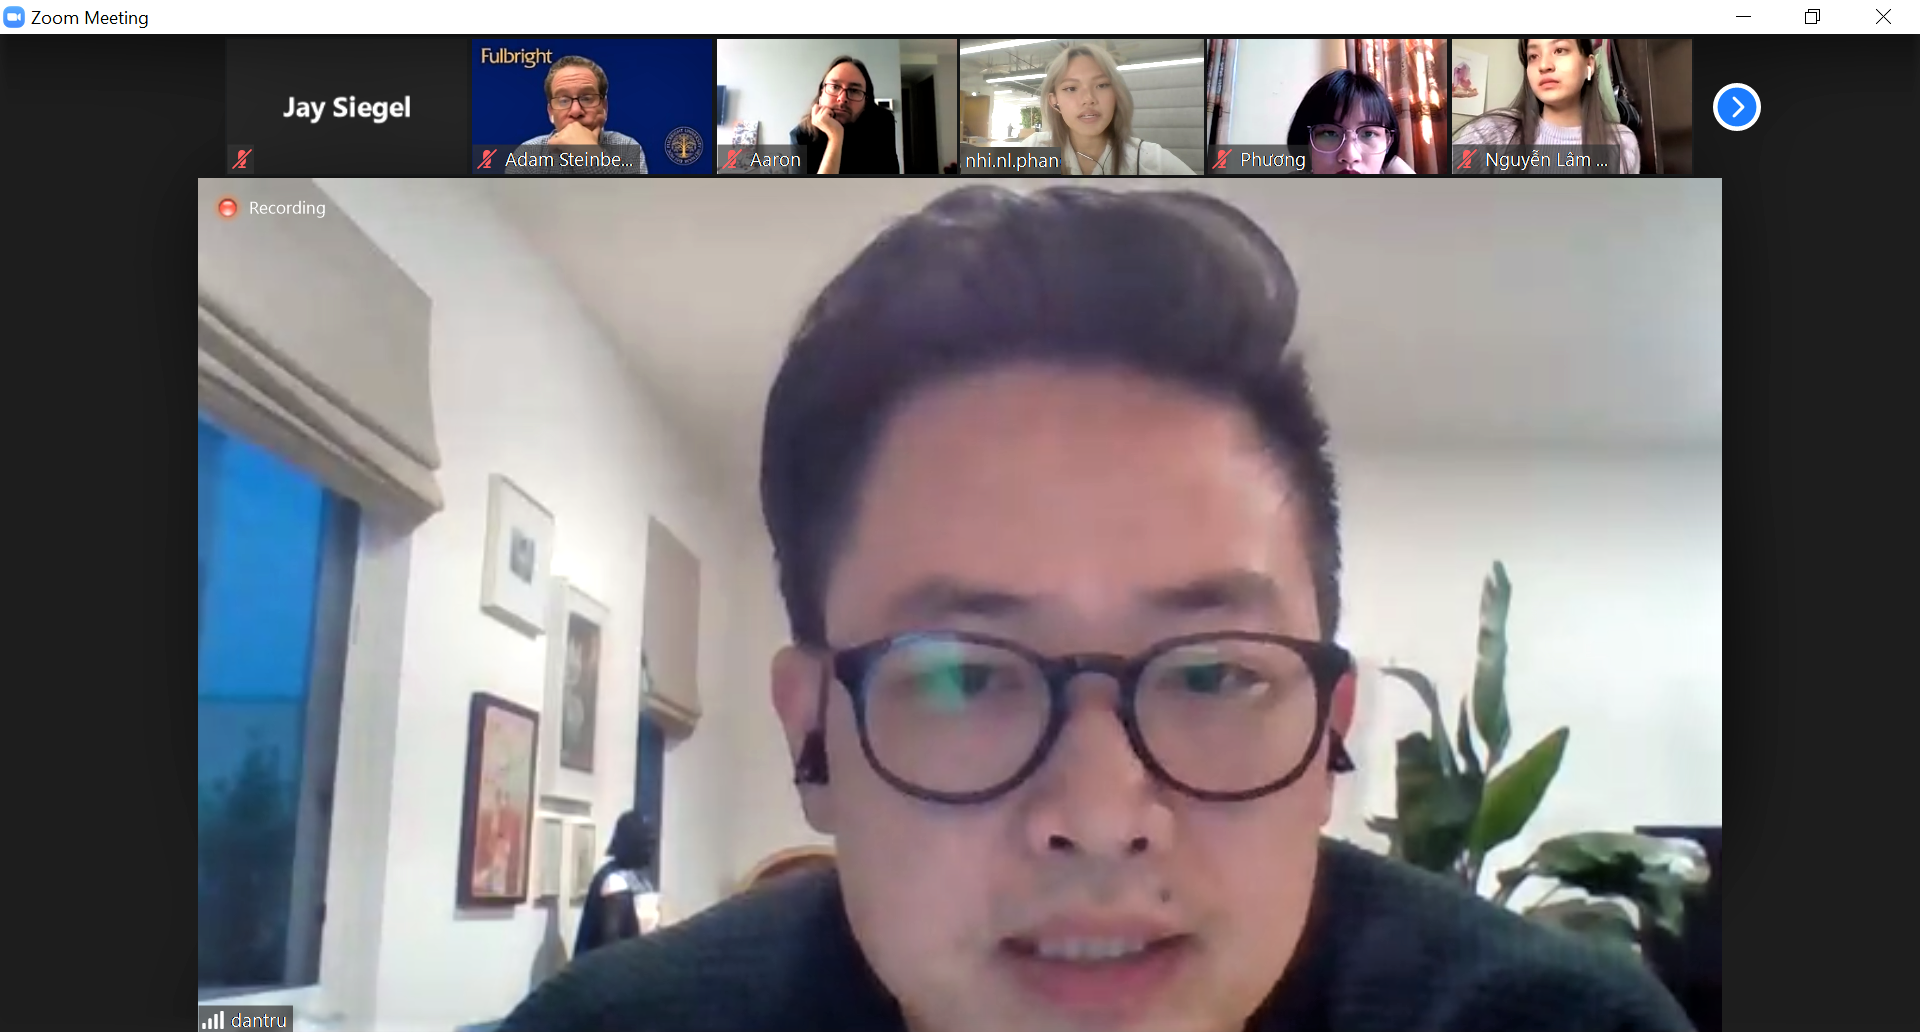 Zoom Meeting
Jay Siegel
Fulbright
Adam Steinbe...
Aaron
nhi.nl.phan
Phương
Nguyễn Lâm ...
Recording
dantru